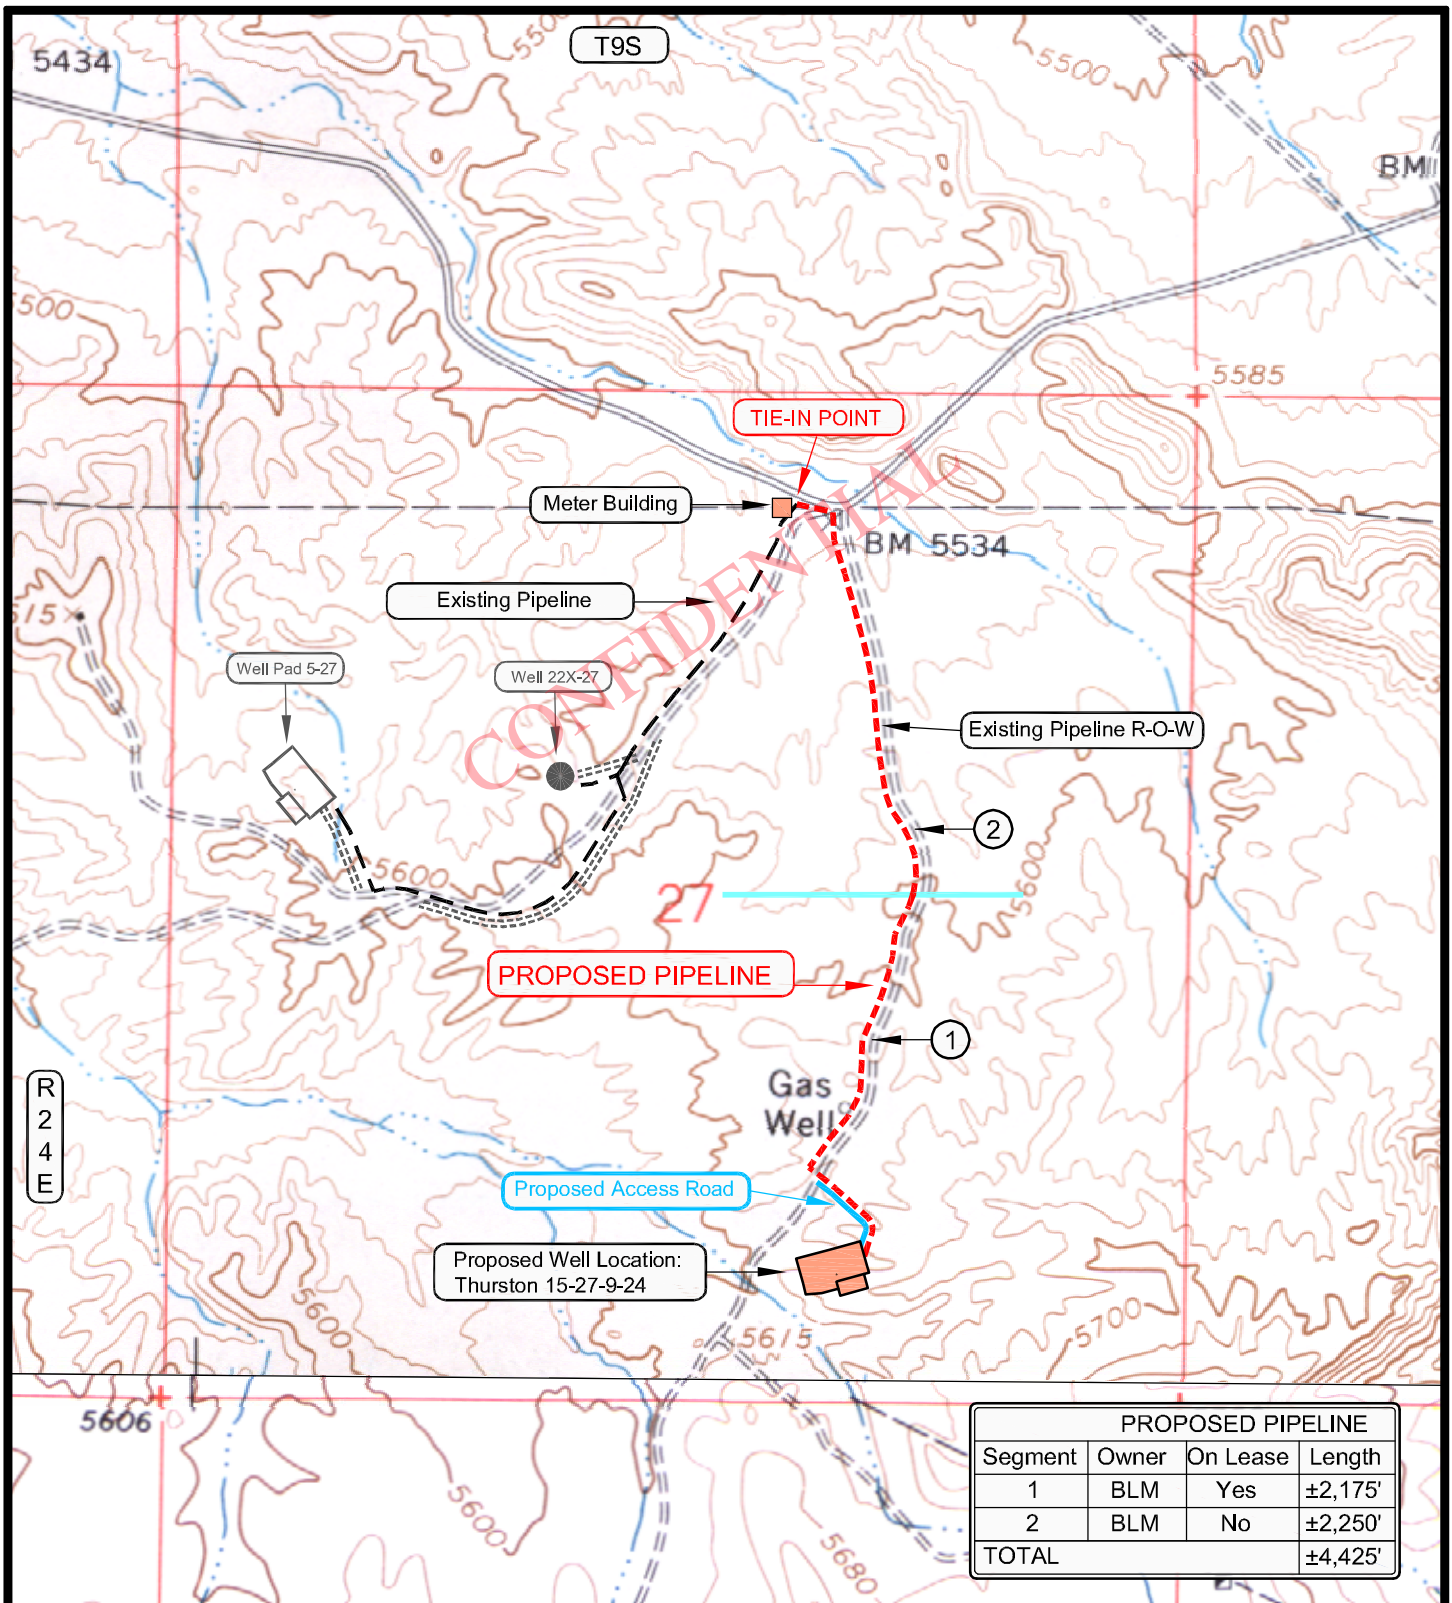 T9S
5434
5500
5500
BM
5500
5585
TIE-IN POINT
Meter Building
BM 5534
Existing Pipeline
CONFIDENTIAL
Well Pad 5-27
Well 22X-27
Existing Pipeline R-O-W
2
5600
5600
27
PROPOSED PIPELINE
1
Gas
Well
R
2
4
E
Proposed Access Road
Proposed Well Location:
Thurston 15-27-9-24
5600
5615
5700
5606
5600
5680
PROPOSED PIPELINE
Segment Owner On Lease Length
1 BLM Yes ±2,175'
2 BLM No ±2,250'
TOTAL ±4,425'